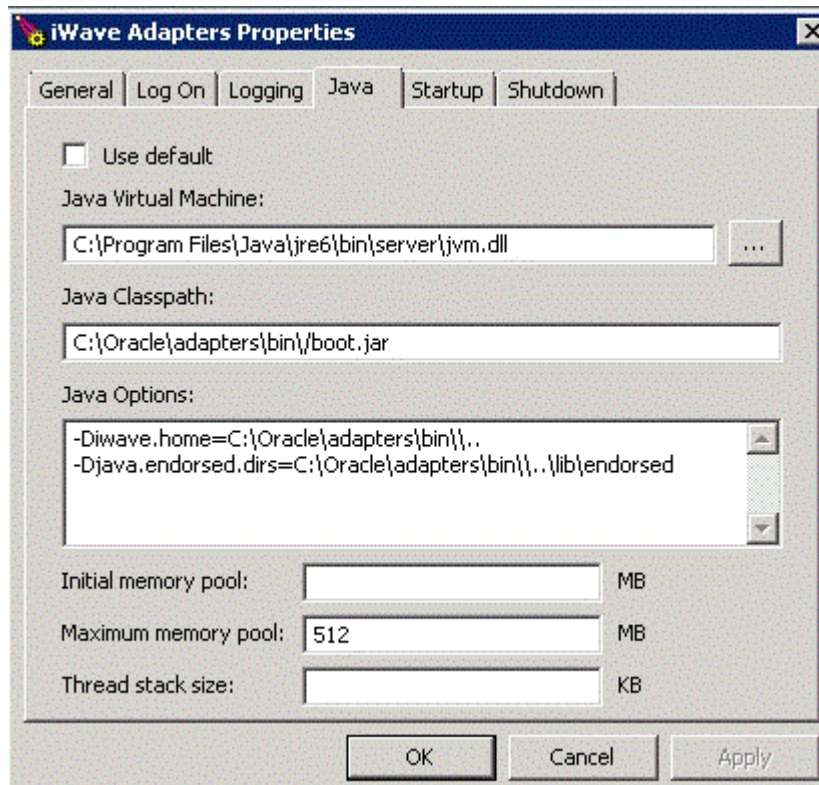 iWave Adapters Properties
General Log On Logging Java Startup Shutdown
Use default
Java Virtual Machine:
C:\Program Files\Java\jre6\bin\server\jvm.dll ...
Java Classpath:
C:\Oracle\adapters\bin\/boot.jar
Java Options:
-Diwave.home=C:\Oracle\adapters\bin\\..
-Djava.endorsed.dirs=C:\Oracle\adapters\bin\\..\lib\endorsed
Initial memory pool: MB
Maximum memory pool: 512 MB
Thread stack size: KB
OK Cancel Apply